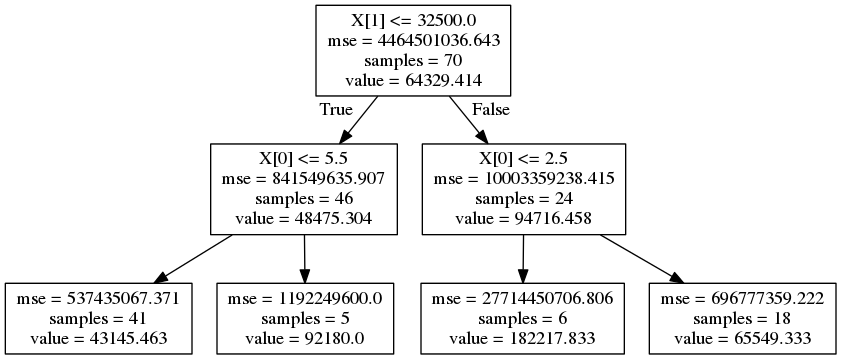 X[1] <= 32500.0
mse = 4464501036.643
samples = 70
value = 64329.414
True
False
X[0] <= 5.5
mse = 841549635.907
samples = 46
value = 48475.304
X[0] <= 2.5
mse = 10003359238.415
samples = 24
value = 94716.458
mse = 537435067.371
samples = 41
value = 43145.463
mse = 1192249600.0
samples = 5
value = 92180.0
mse = 27714450706.806
samples = 6
value = 182217.833
mse = 696777359.222
samples = 18
value = 65549.333